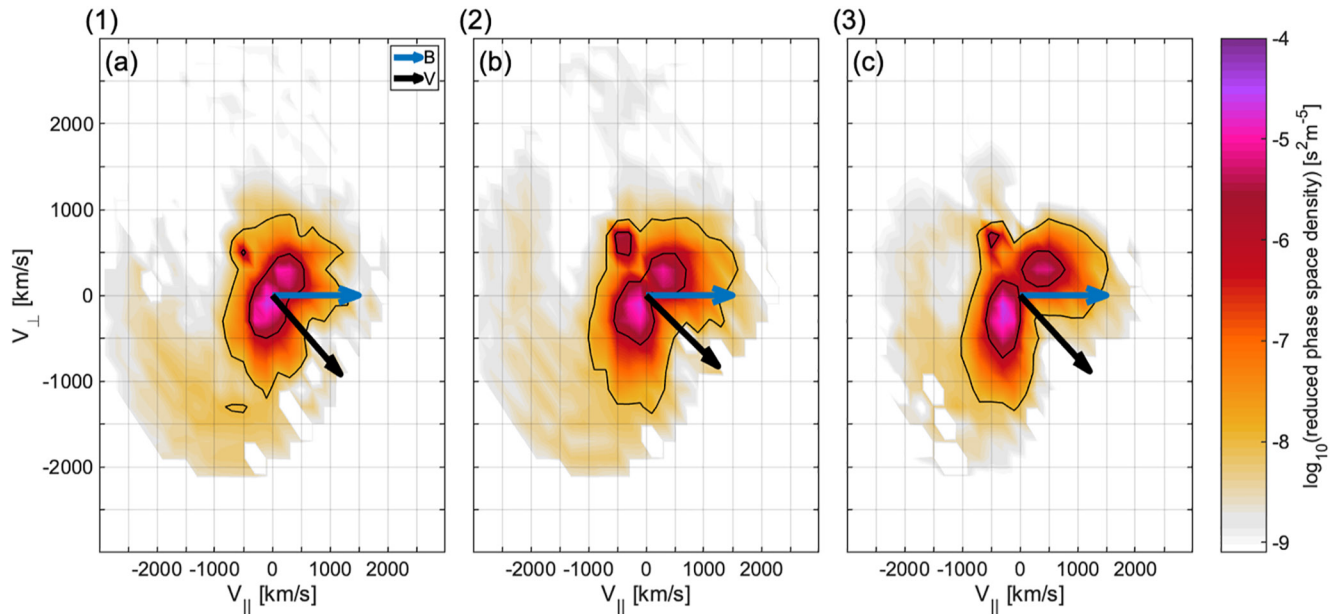 (1) (2) (3)
(a) (b) (c)
B
V
2000
1000
0
-1000
-2000
V⊥ [km/s]
-2000 -1000 0 1000 2000
-2000 -1000 0 1000 2000
-2000 -1000 0 1000 2000
V|| [km/s]
V|| [km/s]
V|| [km/s]
-4
-5
-6
-7
-8
-9
log10(reduced phase space density) [s2m-5]